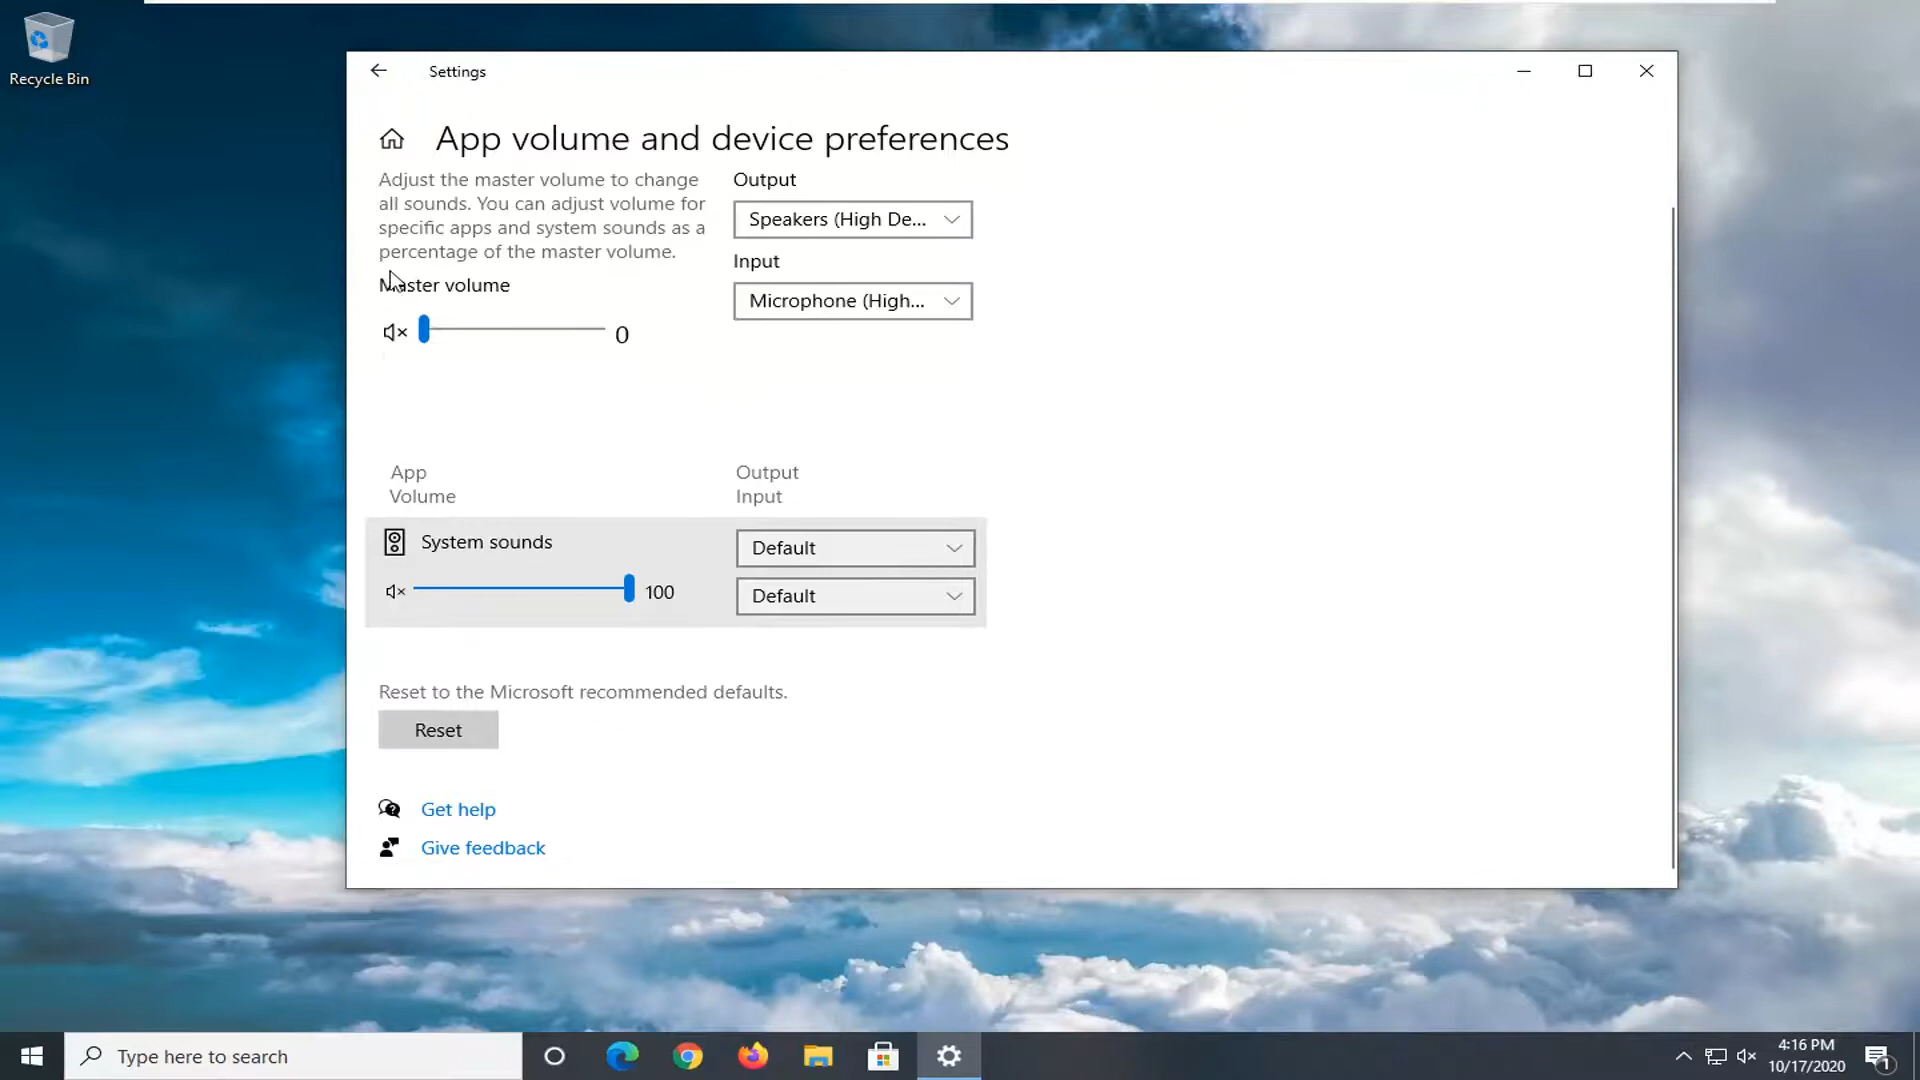 Recycle Bin
Settings
App volume and device preferences
Adjust the master volume to change
all sounds. You can adjust volume for
specific apps and system sounds as a
percentage of the master volume.
Master volume
0
Output
Speakers (High De...
Input
Microphone (High...
App
Volume
Output
Input
System sounds
100
Default
Default
Reset to the Microsoft recommended defaults.
Reset
Get help
Give feedback
Type here to search
4:16 PM
10/17/2020
1